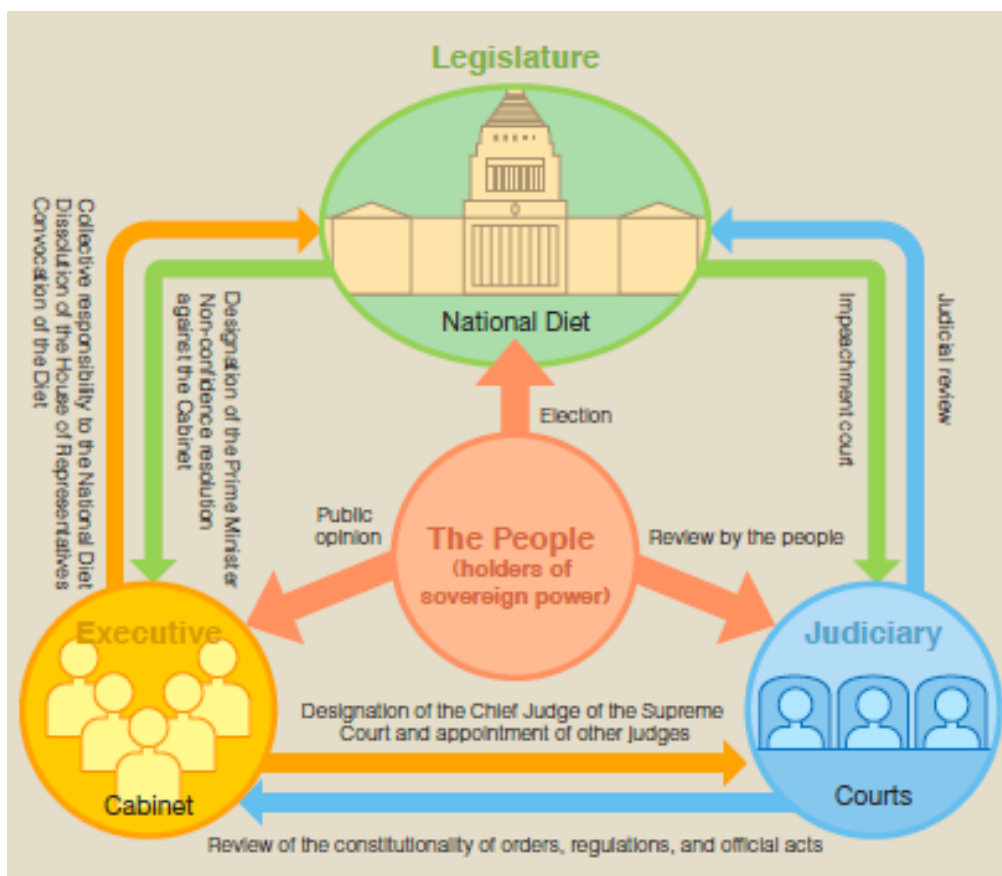 Legislature
National Diet
Collective responsibility to the National Diet
Dissolution of the House of Representatives
Convocation of the Diet
Designation of the Prime Minister
Non-confidence resolution
against the Cabinet
Impeachment court
Judicial review
Election
Public
opinion
The People
(holders of
sovereign power)
Review by the people
Executive
Cabinet
Judiciary
Courts
Designation of the Chief Judge of the Supreme
Court and appointment of other judges
Review of the constitutionality of orders, regulations, and official acts